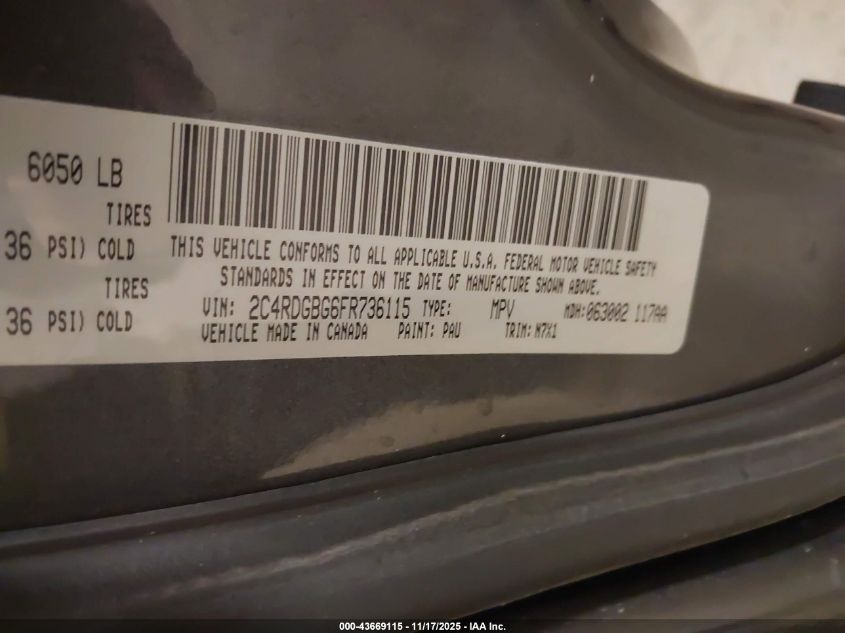 6050 LB
TIRES
36 PSI) COLD
TIRES
36 PSI) COLD
THIS VEHICLE CONFORMS TO ALL APPLICABLE U.S.A. FEDERAL MOTOR VEHICLE SAFETY
STANDARDS IN EFFECT ON THE DATE OF MANUFACTURE SHOWN ABOVE.
VIN: 2C4RDGBG6FR736115 TYPE: MPV MDH:063002 117AA
VEHICLE MADE IN CANADA PAINT: PAU TRIM: N7X1
000-43669115 - 11/17/2025 - IAA Inc.